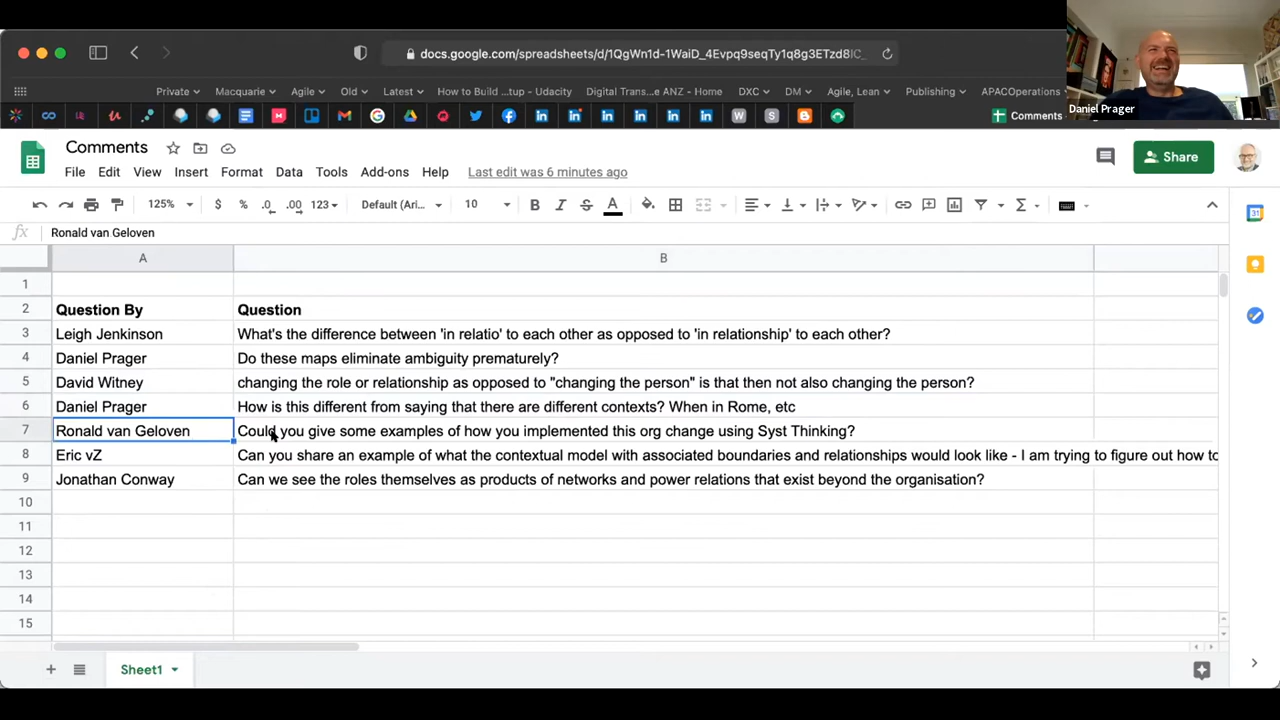 docs.google.com/spreadsheets/d/1QgWn1d-1WaiD_4Evpq9seqTy1q8g3ETzd8IC_
Private Macquarie Agile Old Latest How to Build ...tup - Udacity Digital Trans...e ANZ - Home DXC DM Agile, Lean Publishing APACOperations
Daniel Prager
Comments
Comments
File Edit View Insert Format Data Tools Add-ons Help Last edit was 6 minutes ago
Share
125% $ % .0 .00 123 Default (Ari... 10 B I S A
fx Ronald van Geloven
A B
1
2 Question By Question
3 Leigh Jenkinson What's the difference between 'in relatio' to each other as opposed to 'in relationship' to each other?
4 Daniel Prager Do these maps eliminate ambiguity prematurely?
5 David Witney changing the role or relationship as opposed to "changing the person" is that then not also changing the person?
6 Daniel Prager How is this different from saying that there are different contexts? When in Rome, etc
7 Ronald van Geloven Could you give some examples of how you implemented this org change using Syst Thinking?
8 Eric vZ Can you share an example of what the contextual model with associated boundaries and relationships would look like - I am trying to figure out how to
9 Jonathan Conway Can we see the roles themselves as products of networks and power relations that exist beyond the organisation?
10
11
12
13
14
15
Sheet1